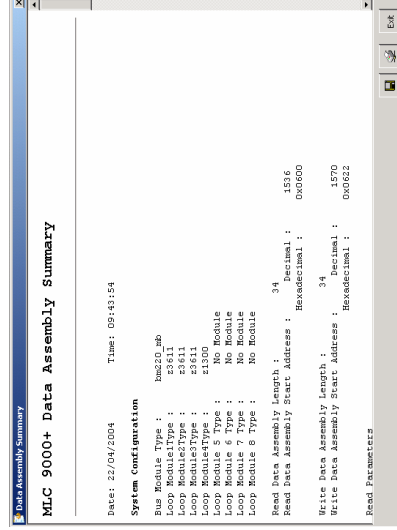 Data Assembly Summary
MLC 9000+ Data Assembly Summary
Date: 22/04/2004 Time: 09:43:54
System Configuration
Bus Module Type : bm220_mb
Loop Module1Type : z3611
Loop Module2Type : z3611
Loop Module3Type : z3611
Loop Module4Type : z1300
Loop Module 5 Type : No Module
Loop Module 6 Type : No Module
Loop Module 7 Type : No Module
Loop Module 8 Type : No Module
Read Data Assembly Length : 34
Read Data Assembly Start Address : Decimal : 1536
Hexadecimal : 0x0600
Write Data Assembly Length : 34
Write Data Assembly Start Address : Decimal : 1570
Hexadecimal : 0x0622
Read Parameters
Exit